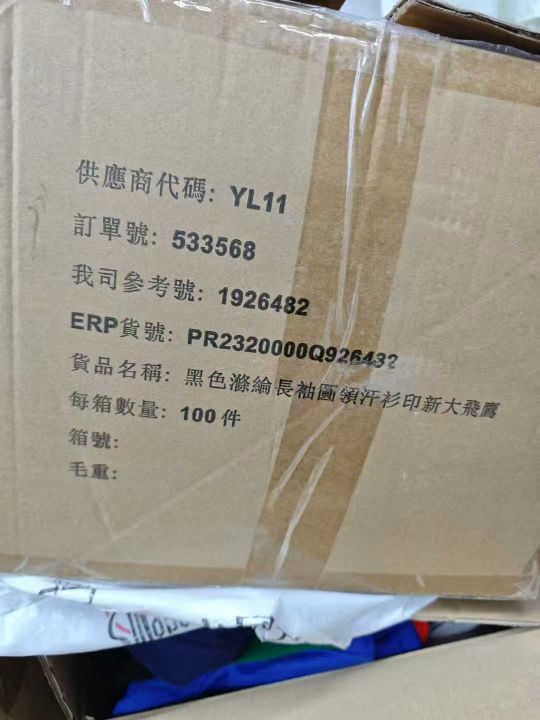 供應商代碼: YL11
訂單號: 533568
我司參考號: 1926482
ERP貨號: PR2320000Q926432
貨品名稱: 黑色滌綸長袖圓領汗衫印新大飛鷹
每箱數量: 100 件
箱號:
毛重: